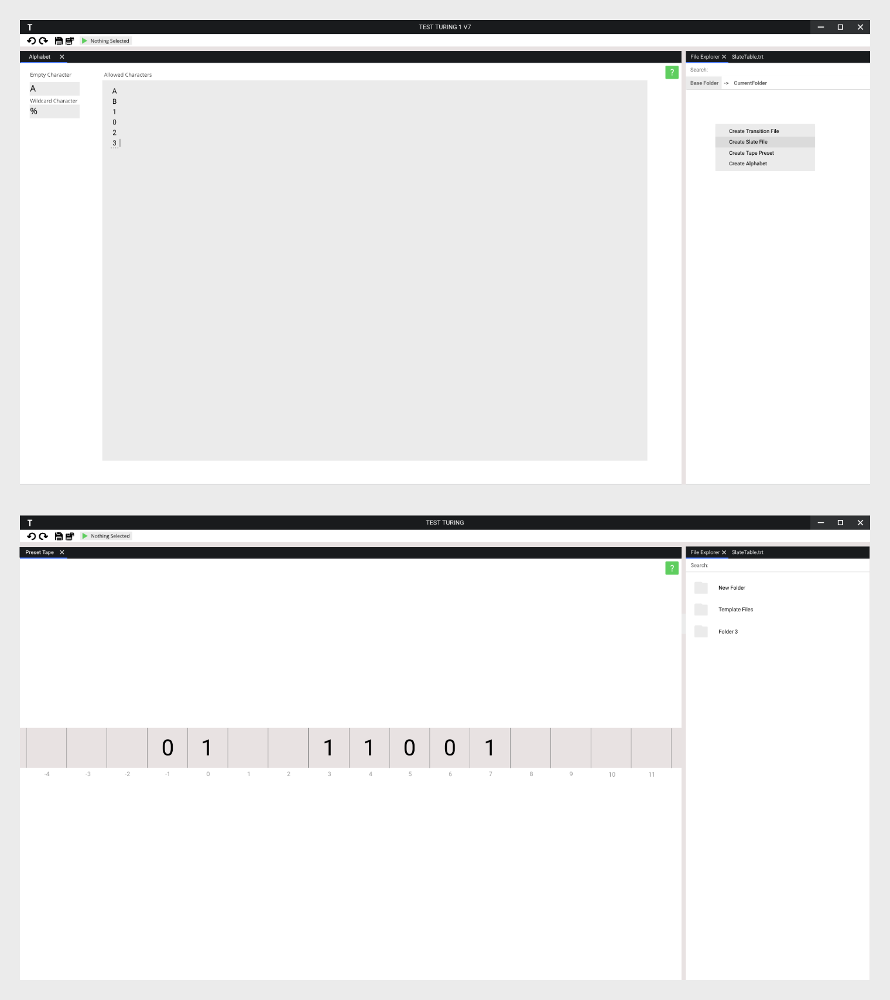 T TEST TURING 1 V7
Nothing Selected
Alphabet
File Explorer SlateTable.trt
Empty Character
Allowed Characters
?
Search:
A
Wildcard Character
%
A
B
1
0
2
3
Base Folder -> CurrentFolder
Create Transition File
Create Slate File
Create Tape Preset
Create Alphabet
T TEST TURING
Nothing Selected
Preset Tape
File Explorer SlateTable.trt
?
Search:
New Folder
Template Files
Folder 3
0 1 1 1 0 0 1
-4 -3 -2 -1 0 1 2 3 4 5 6 7 8 9 10 11